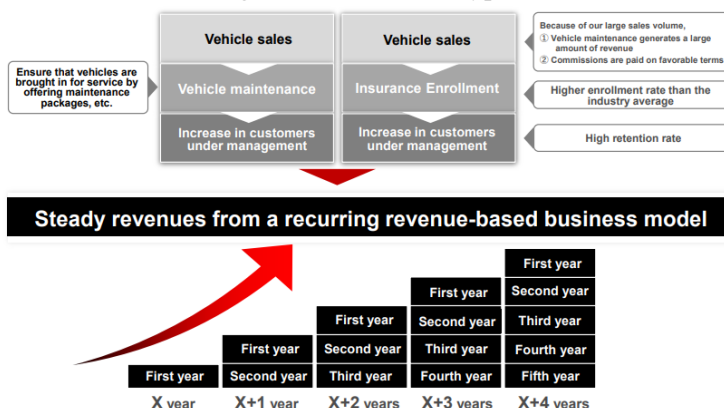 Vehicle sales
Vehicle sales
Because of our large sales volume,
① Vehicle maintenance generates a large
amount of revenue
② Commissions are paid on favorable terms
Ensure that vehicles are
brought in for service by
offering maintenance
packages, etc.
Vehicle maintenance
Insurance Enrollment
Higher enrollment rate than the
industry average
Increase in customers
under management
Increase in customers
under management
High retention rate
Steady revenues from a recurring revenue-based business model
First year
First year
Second year
First year
Second year
Third year
First year
Second year
Third year
Fourth year
First year
Second year
Third year
Fourth year
Fifth year
X year
X+1 year
X+2 years
X+3 years
X+4 years